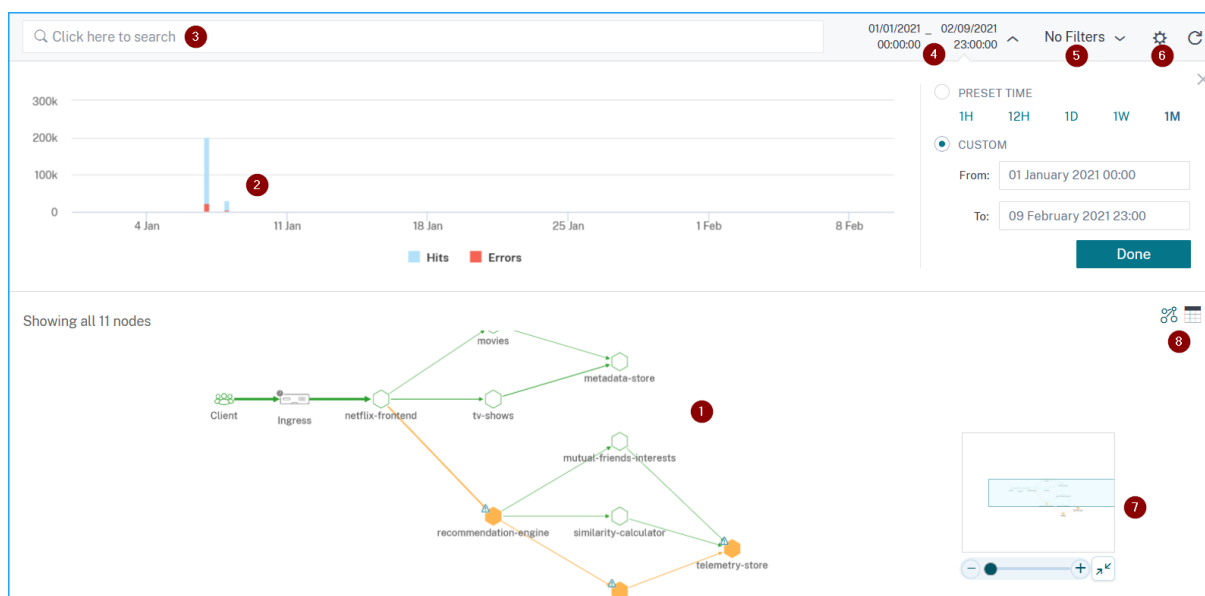 Click here to search 3
01/01/2021 _ 02/09/2021
00:00:00 23:00:00
4
No Filters
5
6
300k
200k
100k
0
2
4 Jan 11 Jan 18 Jan 25 Jan 1 Feb 8 Feb
Hits Errors
PRESET TIME
1H 12H 1D 1W 1M
CUSTOM
From: 01 January 2021 00:00
To: 09 February 2021 23:00
Done
Showing all 11 nodes
8
movies
metadata-store
Client
Ingress
netflix-frontend
tv-shows
1
mutual-friends-interests
recommendation-engine
similarity-calculator
telemetry-store
7